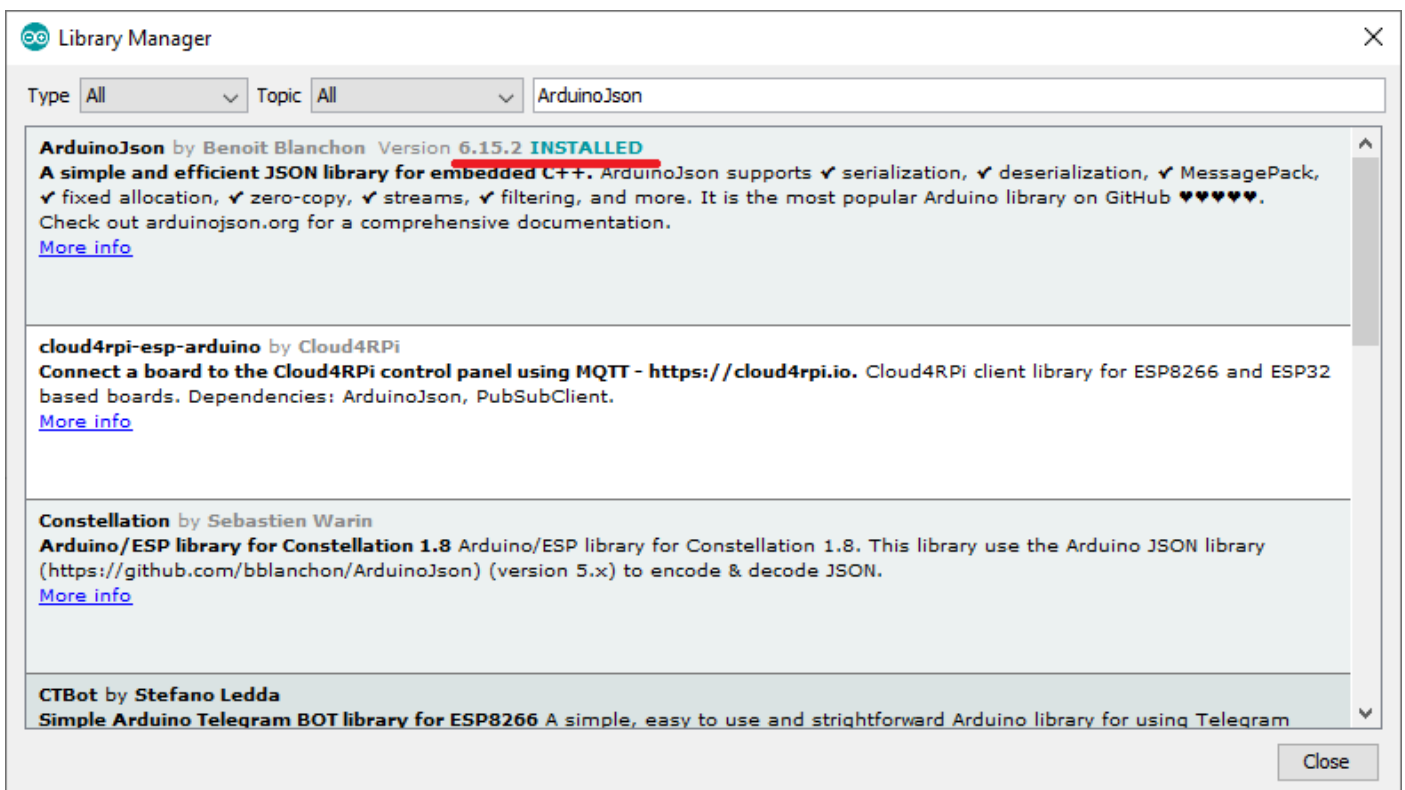 Library Manager
Type All Topic All ArduinoJson
ArduinoJson by Benoit Blanchon Version 6.15.2 INSTALLED
A simple and efficient JSON library for embedded C++. ArduinoJson supports ✔ serialization, ✔ deserialization, ✔ MessagePack,
✔ fixed allocation, ✔ zero-copy, ✔ streams, ✔ filtering, and more. It is the most popular Arduino library on GitHub ♥♥♥♥♥.
Check out arduinojson.org for a comprehensive documentation.
More info
cloud4rpi-esp-arduino by Cloud4RPi
Connect a board to the Cloud4RPi control panel using MQTT - https://cloud4rpi.io. Cloud4RPi client library for ESP8266 and ESP32
based boards. Dependencies: ArduinoJson, PubSubClient.
More info
Constellation by Sebastien Warin
Arduino/ESP library for Constellation 1.8 Arduino/ESP library for Constellation 1.8. This library use the Arduino JSON library
(https://github.com/bblanchon/ArduinoJson) (version 5.x) to encode & decode JSON.
More info
CTBot by Stefano Ledda
Simple Arduino Telegram BOT library for ESP8266 A simple, easy to use and strightforward Arduino library for using Telegram
Close